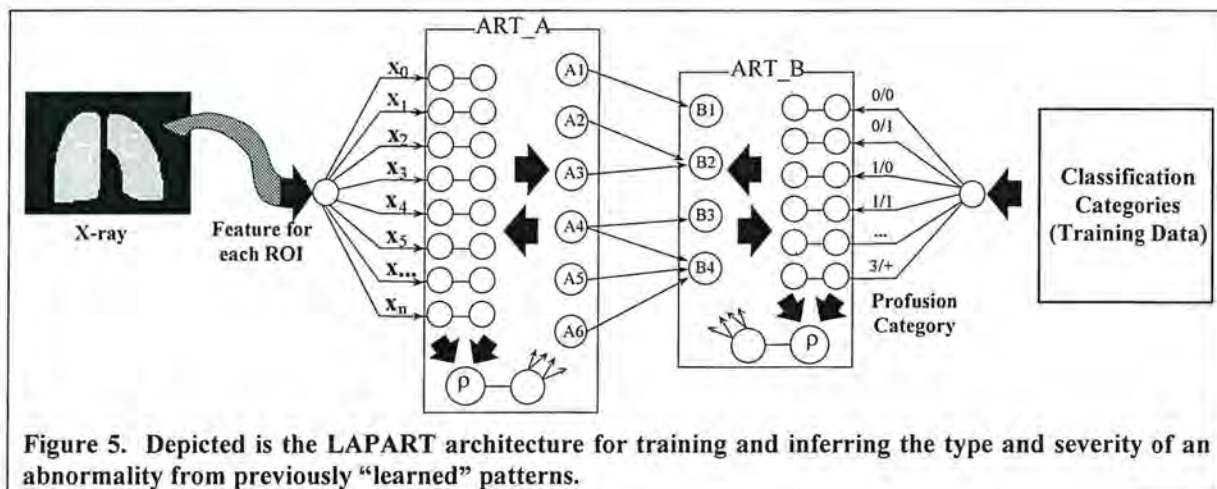 ART_A
ART_B
X-ray
Feature for
each ROI
x0
x1
x2
x3
x4
x5
x...
xn
A1
A2
A3
A4
A5
A6
ρ
B1
B2
B3
B4
ρ
0/0
0/1
1/0
1/1
...
3/+
Profusion
Category
Classification
Categories
(Training Data)
Figure 5. Depicted is the LAPART architecture for training and inferring the type and severity of an
abnormality from previously “learned” patterns.